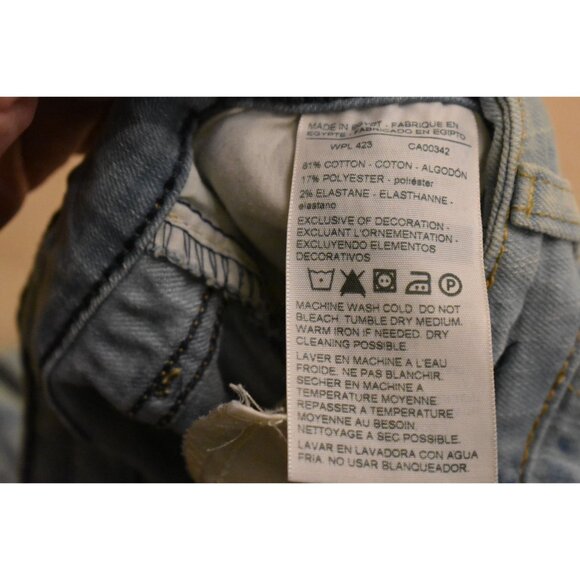 MADE IN EGYPT - FABRIQUE EN
EGYPTE / FABRICADO EN EGIPTO
WPL 423 CA00342
81% COTTON - COTON - ALGODÓN
17% POLYESTER - poliéster
2% ELASTANE - ELASTHANNE -
elastano
EXCLUSIVE OF DECORATION -
EXCLUANT L'ORNEMENTATION -
EXCLUYENDO ELEMENTOS
DECORATIVOS
P
MACHINE WASH COLD. DO NOT
BLEACH. TUMBLE DRY MEDIUM.
WARM IRON IF NEEDED. DRY
CLEANING POSSIBLE.
LAVER EN MACHINE A L'EAU
FROIDE. NE PAS BLANCHIR.
SECHER EN MACHINE A
TEMPERATURE MOYENNE
REPASSER A TEMPERATURE
MOYENNE AU BESOIN.
NETTOYAGE A SEC POSSIBLE.
LAVAR EN LAVADORA CON AGUA
FRIA. NO USAR BLANQUEADOR.